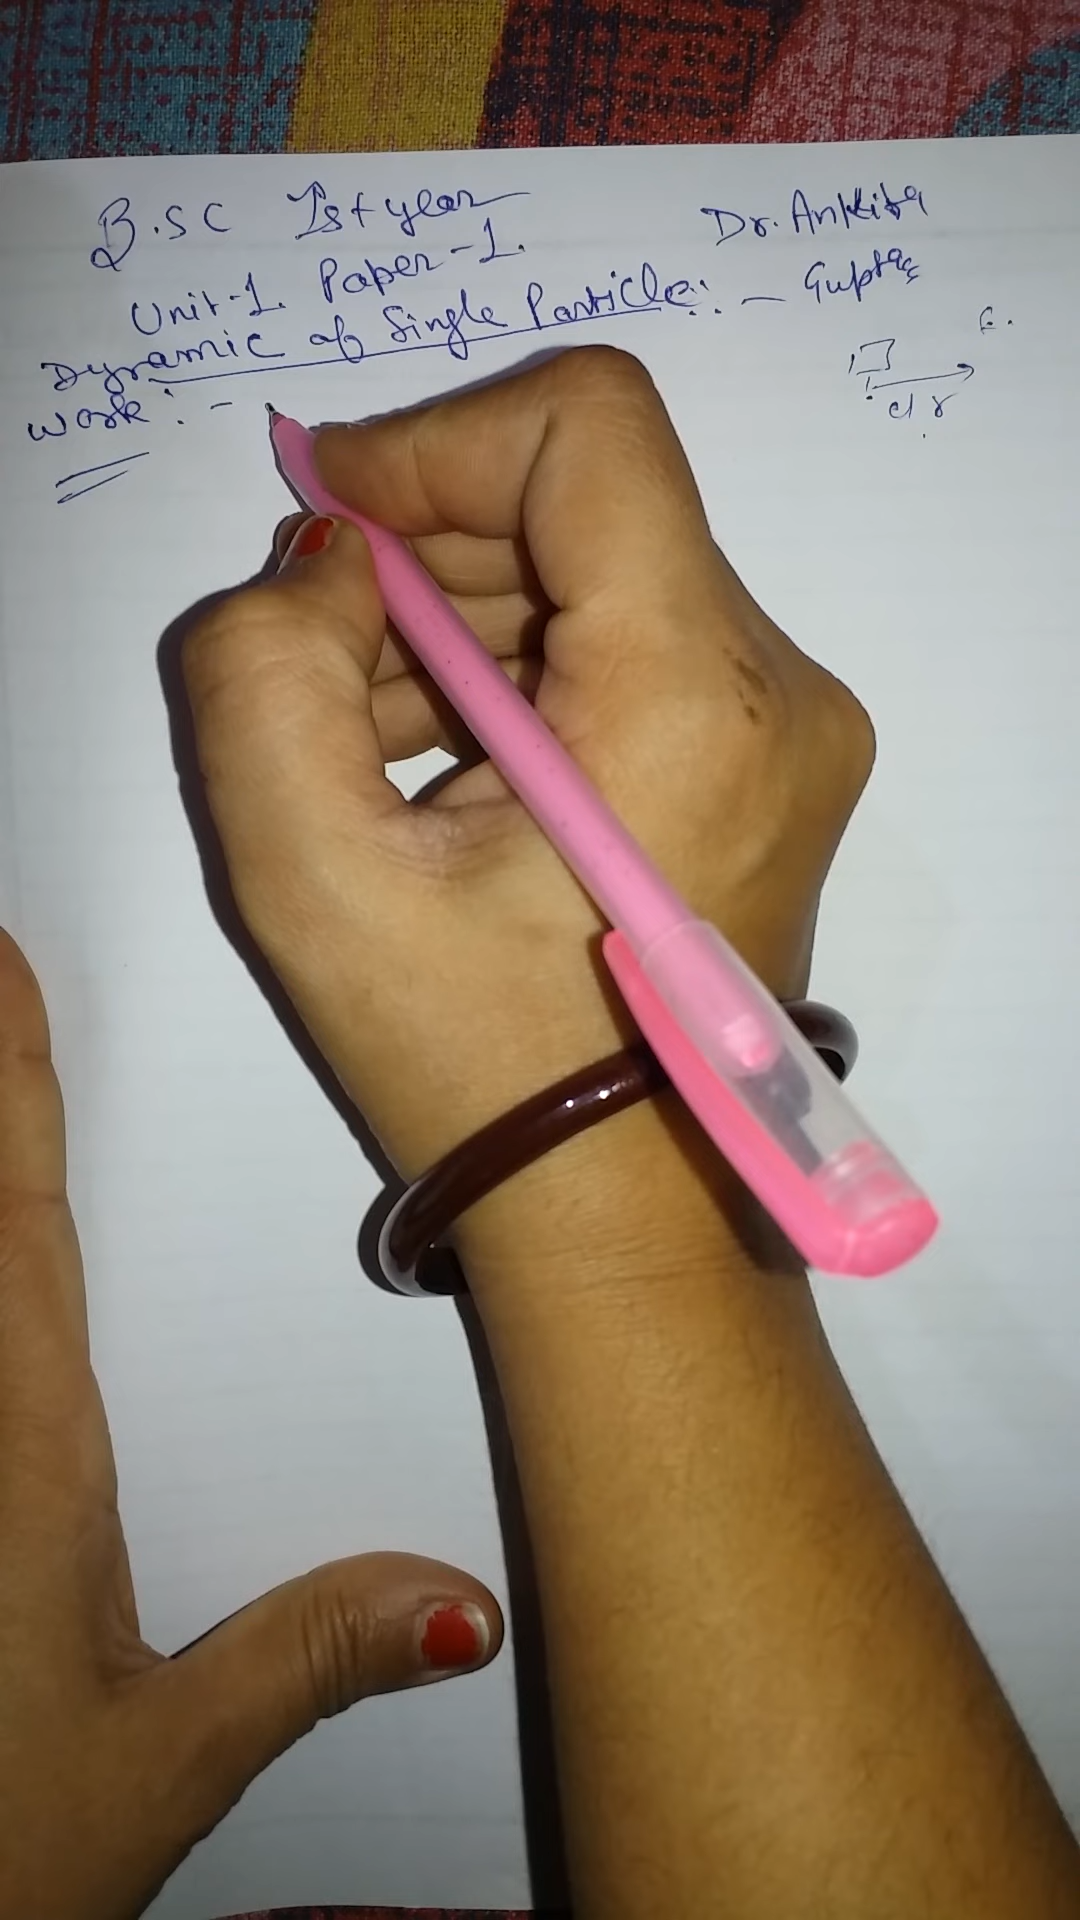 B.SC Ist year
Dr. Ankita
Unit-1. Paper-1.
Gupta
Dynamic of Single Particle: -
F.
dr
work: -